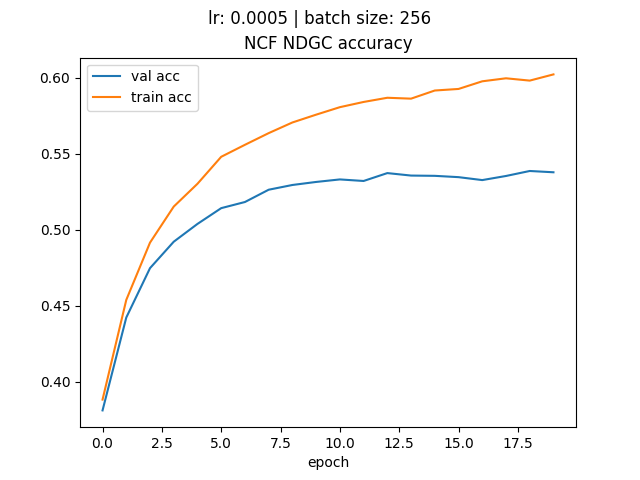 lr: 0.0005 | batch size: 256
NCF NDGC accuracy
val acc
train acc
0.60
0.55
0.50
0.45
0.40
0.0 2.5 5.0 7.5 10.0 12.5 15.0 17.5
epoch